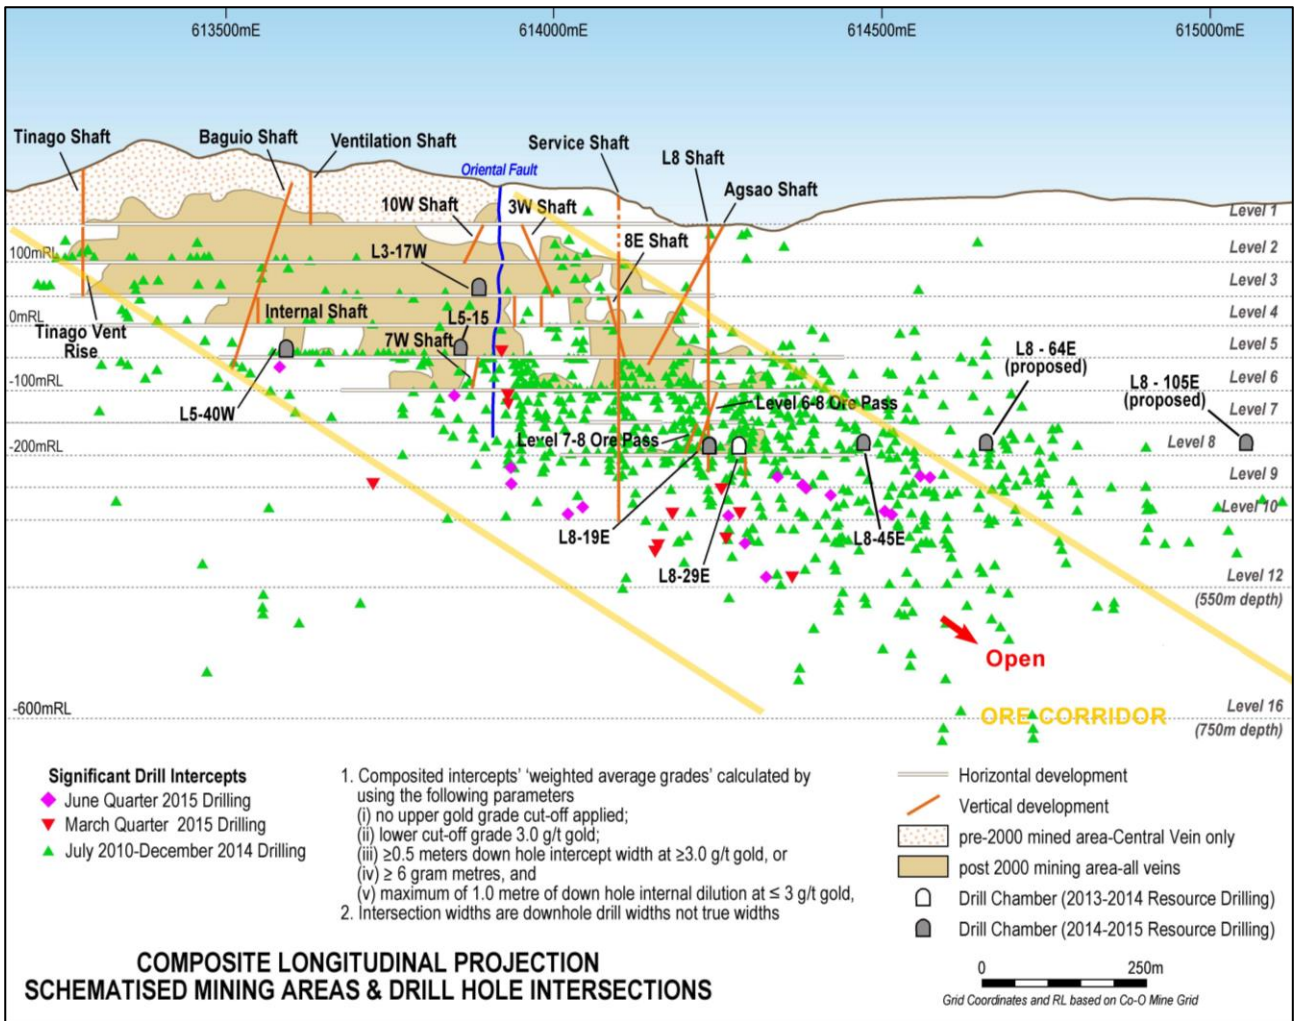 613500mE
614000mE
614500mE
615000mE
Tinago Shaft
Baguio Shaft
Ventilation Shaft
Service Shaft
L8 Shaft
Oriental Fault
Agsao Shaft
10W Shaft
3W Shaft
Level 1
8E Shaft
Level 2
100mRL
L3-17W
Level 3
Internal Shaft
L5-15
Level 4
0mRL
Tinago Vent
Rise
7W Shaft
Level 5
L8 - 64E
(proposed)
L8 - 105E
(proposed)
-100mRL
Level 6
L5-40W
Level 6-8 Ore Pass
Level 7
Level 7-8 Ore Pass
Level 8
-200mRL
Level 9
Level 10
L8-19E
L8-45E
L8-29E
Level 12
(550m depth)
Open
-600mRL
ORE CORRIDOR
Level 16
(750m depth)
Significant Drill Intercepts
June Quarter 2015 Drilling
March Quarter 2015 Drilling
July 2010-December 2014 Drilling
1. Composited intercepts' 'weighted average grades' calculated by
using the following parameters
(i) no upper gold grade cut-off applied;
(ii) lower cut-off grade 3.0 g/t gold;
(iii) ≥0.5 meters down hole intercept width at ≥3.0 g/t gold, or
(iv) ≥ 6 gram metres, and
(v) maximum of 1.0 metre of down hole internal dilution at ≤ 3 g/t gold,
2. Intersection widths are downhole drill widths not true widths
Horizontal development
Vertical development
pre-2000 mined area-Central Vein only
post 2000 mining area-all veins
Drill Chamber (2013-2014 Resource Drilling)
Drill Chamber (2014-2015 Resource Drilling)
COMPOSITE LONGITUDINAL PROJECTION
SCHEMATISED MINING AREAS & DRILL HOLE INTERSECTIONS
0 250m
Grid Coordinates and RL based on Co-O Mine Grid